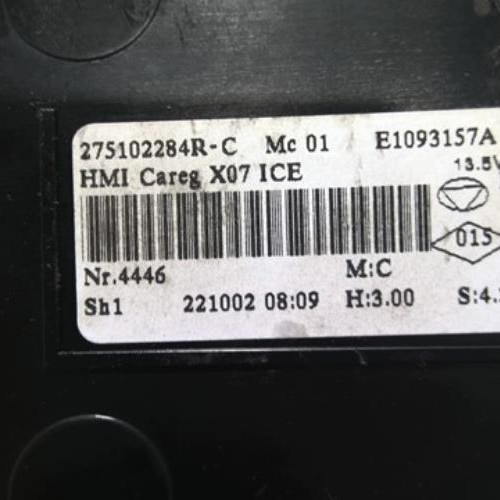 275102284R-C Mc 01 E1093157A
HMI Careg X07 ICE 13.5V
015
Nr.4446 M:C
Sh1 221002 08:09 H:3.00 S:4.